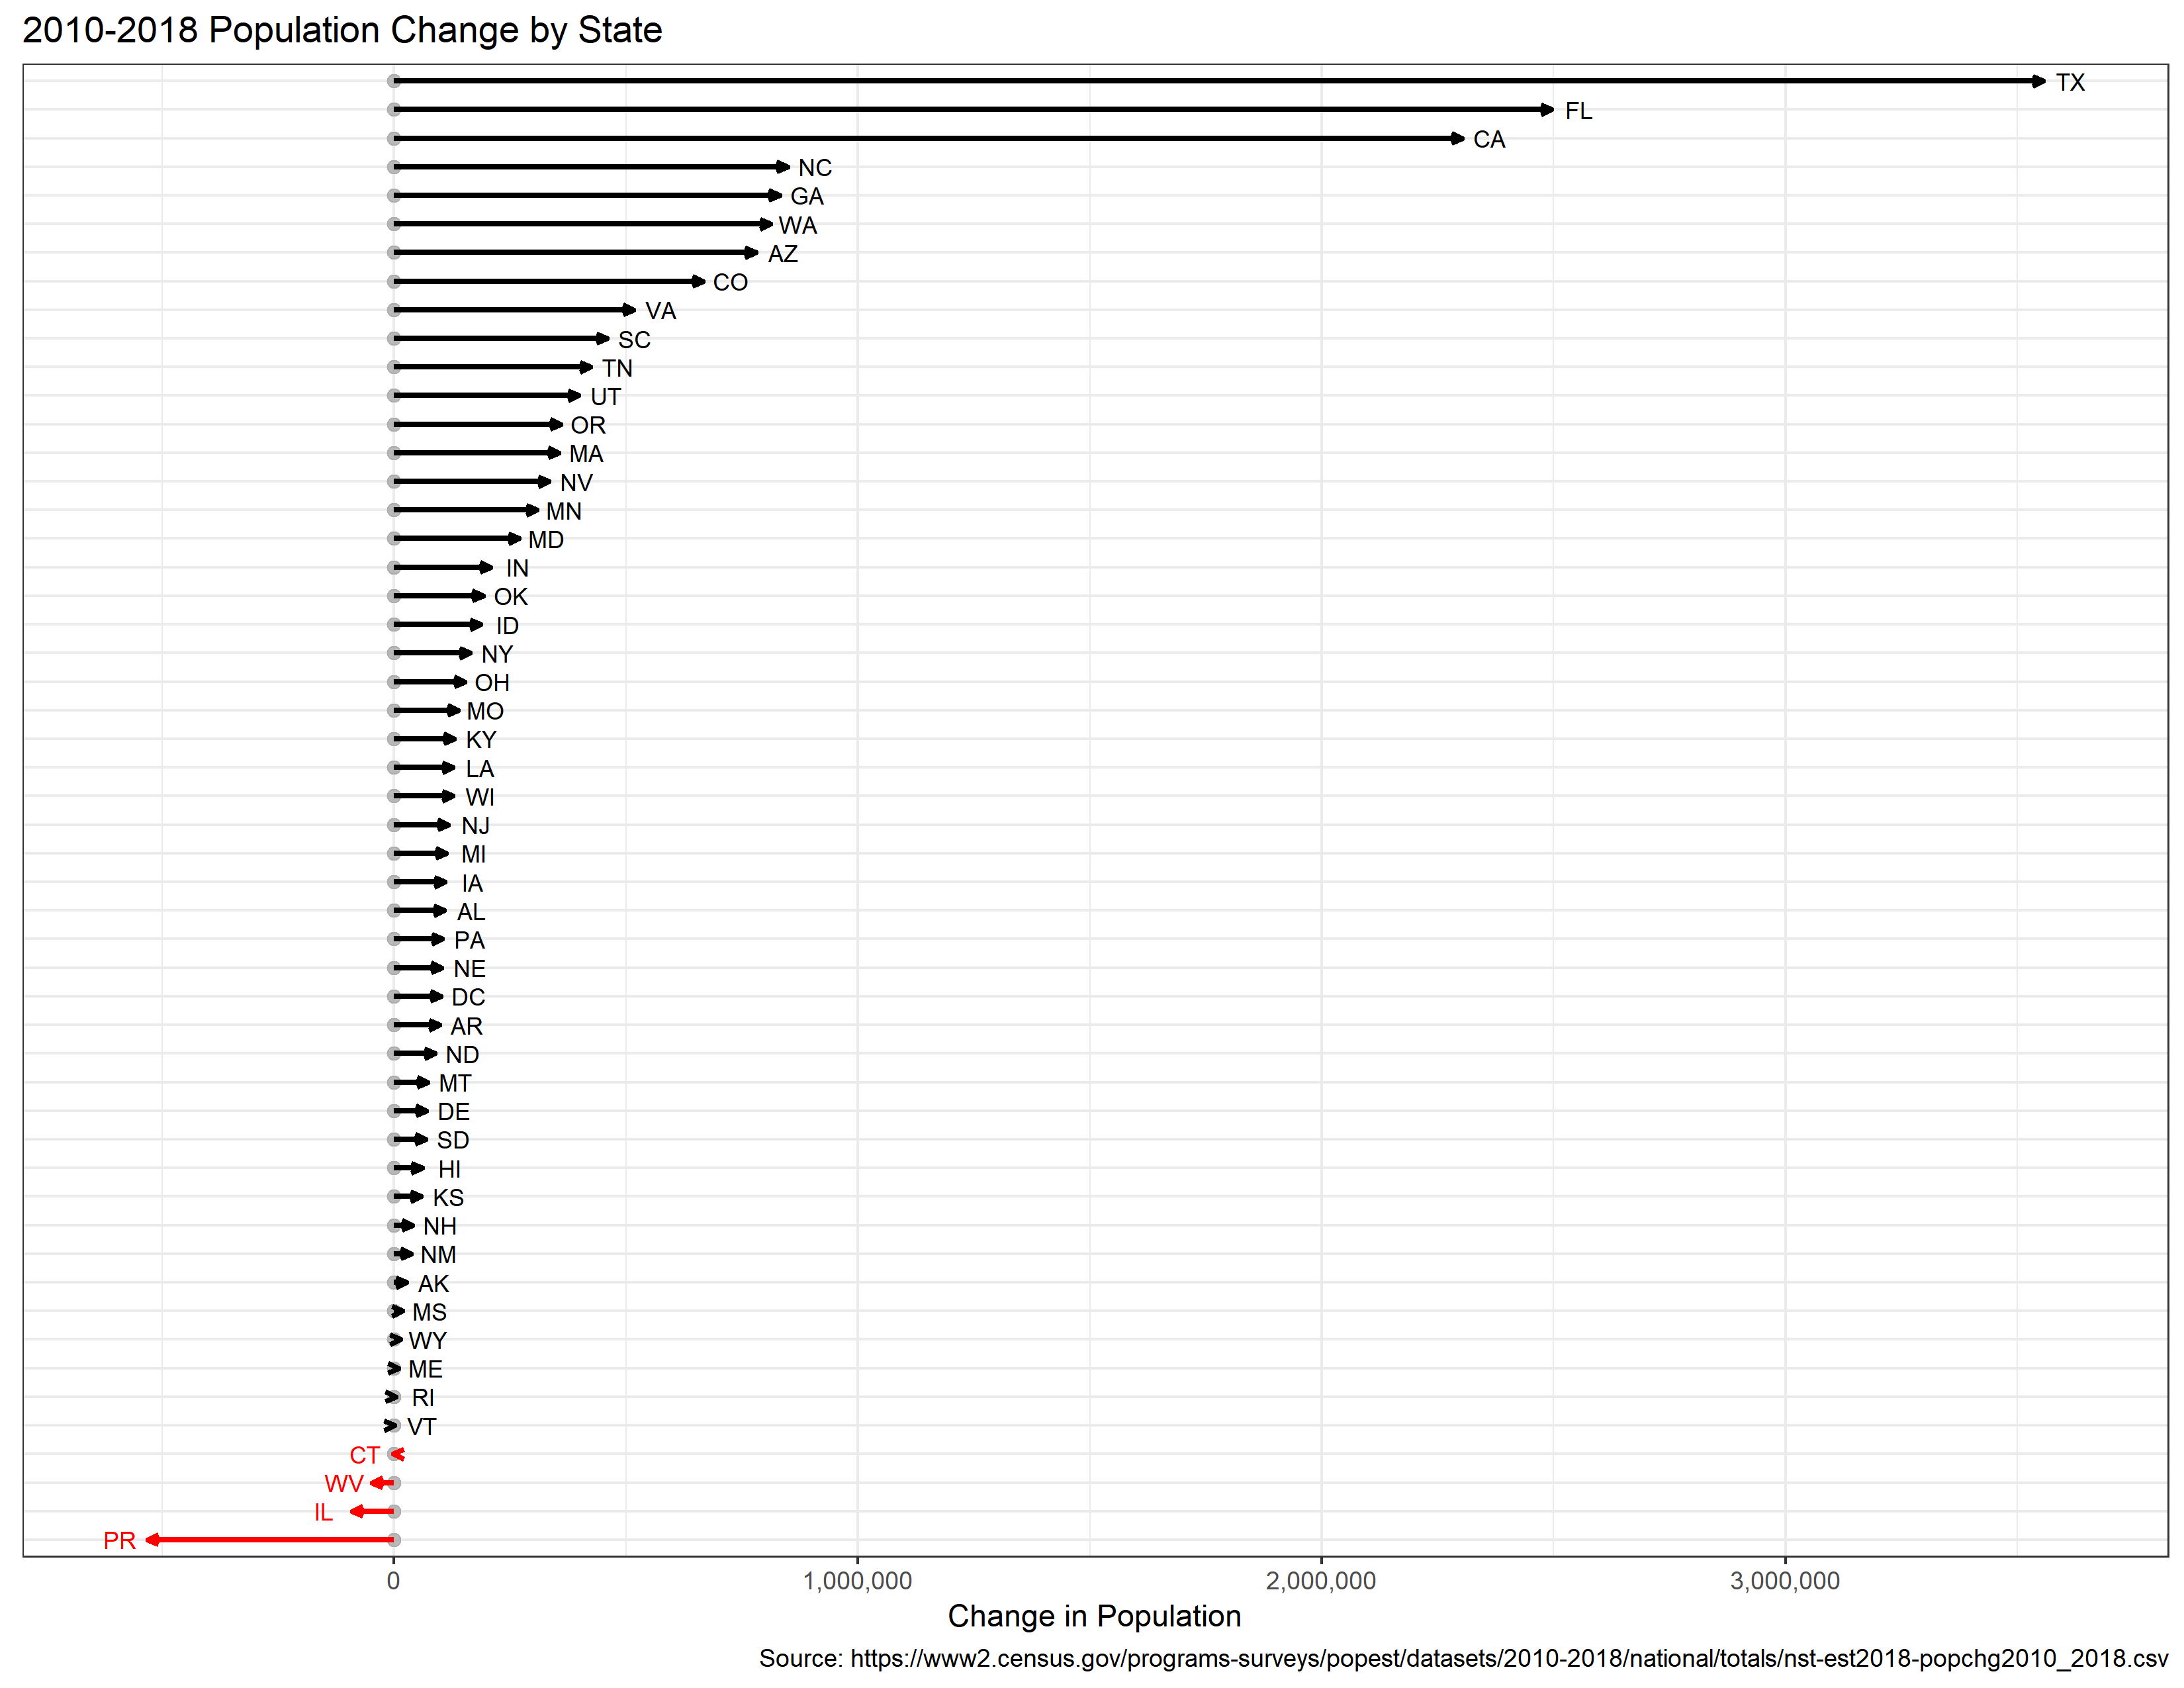 2010-2018 Population Change by State
TX
FL
CA
NC
GA
WA
AZ
CO
VA
SC
TN
UT
OR
MA
NV
MN
MD
IN
OK
ID
NY
OH
MO
KY
LA
WI
NJ
MI
IA
AL
PA
NE
DC
AR
ND
MT
DE
SD
HI
KS
NH
NM
AK
MS
WY
ME
RI
VT
CT
WV
IL
PR
0 1,000,000 2,000,000 3,000,000
Change in Population
Source: https://www2.census.gov/programs-surveys/popest/datasets/2010-2018/national/totals/nst-est2018-popchg2010_2018.csv